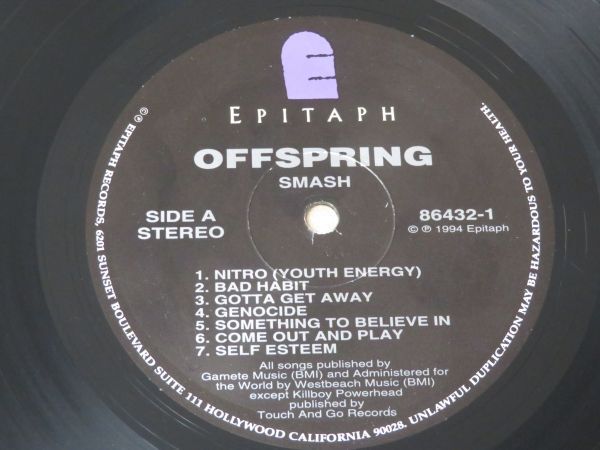 E
EPITAPH
OFFSPRING
SMASH
SIDE A
STEREO
86432-1
© ℗ 1994 Epitaph
1. NITRO (YOUTH ENERGY)
2. BAD HABIT
3. GOTTA GET AWAY
4. GENOCIDE
5. SOMETHING TO BELIEVE IN
6. COME OUT AND PLAY
7. SELF ESTEEM
All songs published by
Gamete Music (BMI) and Administered for
the World by Westbeach Music (BMI)
except Killboy Powerhead
published by
Touch And Go Records
© EPITAPH RECORDS, 6201 SUNSET BOULEVARD SUITE 111 HOLLYWOOD CALIFORNIA 90028. UNLAWFUL DUPLICATION MAY BE HAZARDOUS TO YOUR HEALTH.